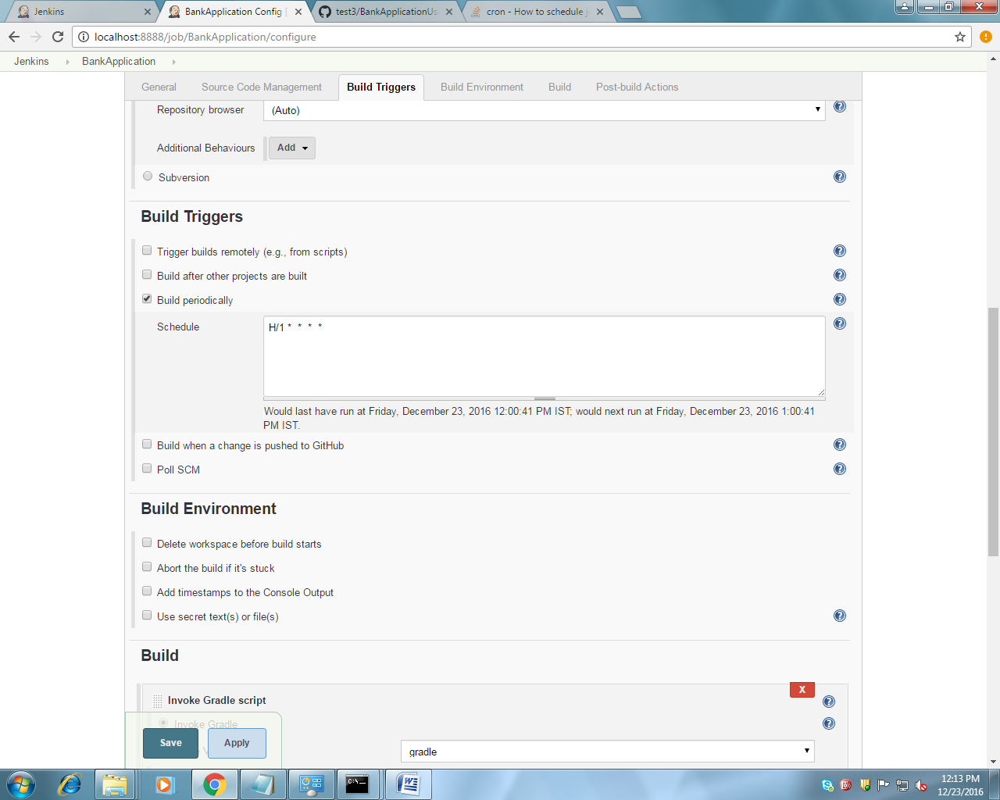 Jenkins
BankApplication Config [
test3/BankApplicationUs
cron - How to schedule j
localhost:8888/job/BankApplication/configure
Jenkins
BankApplication
General
Source Code Management
Build Triggers
Build Environment
Build
Post-build Actions
Repository browser
(Auto)
Additional Behaviours
Add
Subversion
Build Triggers
Trigger builds remotely (e.g., from scripts)
Build after other projects are built
Build periodically
Schedule
H/1 * * * *
Would last have run at Friday, December 23, 2016 12:00:41 PM IST; would next run at Friday, December 23, 2016 1:00:41
PM IST.
Build when a change is pushed to GitHub
Poll SCM
Build Environment
Delete workspace before build starts
Abort the build if it's stuck
Add timestamps to the Console Output
Use secret text(s) or file(s)
Build
Invoke Gradle script
X
Invoke Gradle
Save
Apply
gradle
12:13 PM
12/23/2016